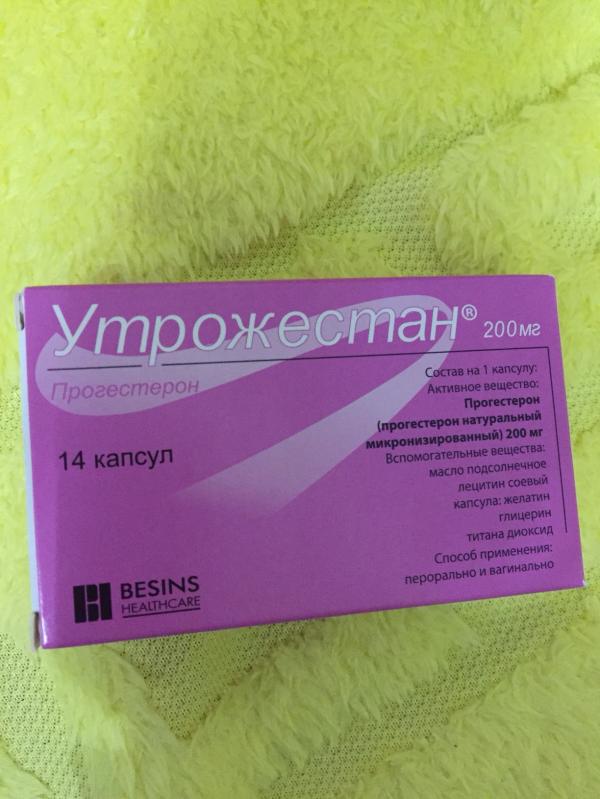 Утрожестан® 200мг
Прогестерон
14 капсул
Состав на 1 капсулу:
Активное вещество:
Прогестерон
(прогестерон натуральный
микронизированный) 200 мг
Вспомогательные вещества:
масло подсолнечное
лецитин соевый
капсула: желатин
глицерин
титана диоксид
Способ применения:
перорально и вагинально
BESINS
HEALTHCARE